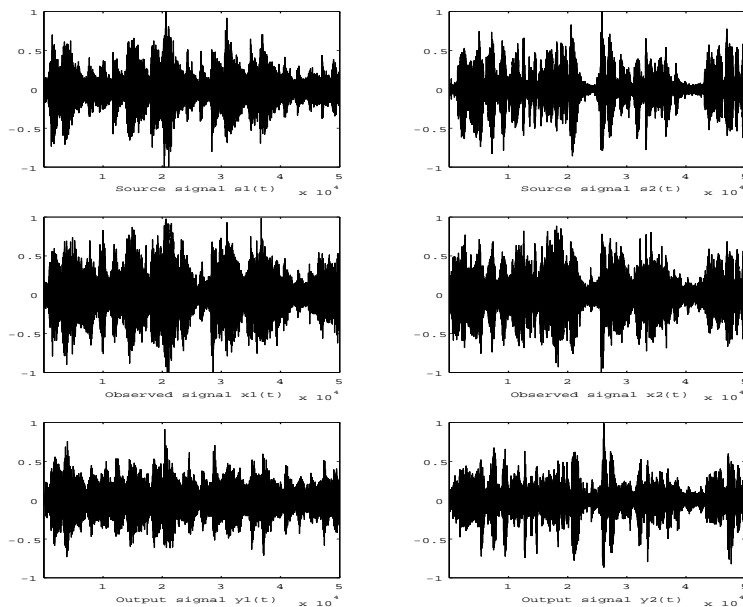 1
1
0.5
0.5
0
0
−0.5
−0.5
−1
−1
1 2 3 4 5
1 2 3 4 5
Source signal s1(t)
x 10^4
Source signal s2(t)
x 10^4
1
1
0.5
0.5
0
0
−0.5
−0.5
−1
−1
1 2 3 4 5
1 2 3 4 5
Observed signal x1(t)
x 10^4
Observed signal x2(t)
x 10^4
1
1
0.5
0.5
0
0
−0.5
−0.5
−1
−1
1 2 3 4 5
1 2 3 4 5
Output signal y1(t)
x 10^4
Output signal y2(t)
x 10^4